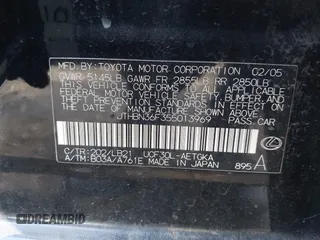 MFD. BY: TOYOTA MOTOR CORPORATION 02/05
GVWR 5145LB GAWR FR 2855LB RR 2850LB
THIS VEHICLE CONFORMS TO ALL APPLICABLE
FEDERAL MOTOR VEHICLE SAFETY, BUMPER, AND
THEFT PREVENTION STANDARDS IN EFFECT ON THE
DATE OF MANUFACTURE SHOWN ABOVE.
JTHBN36F355013969 PASS. CAR
C/TR: 202/LB21 UCF30L-AETGKA
A/TM: B03A/A761E MADE IN JAPAN 895 A
AUTOBIDMASTER